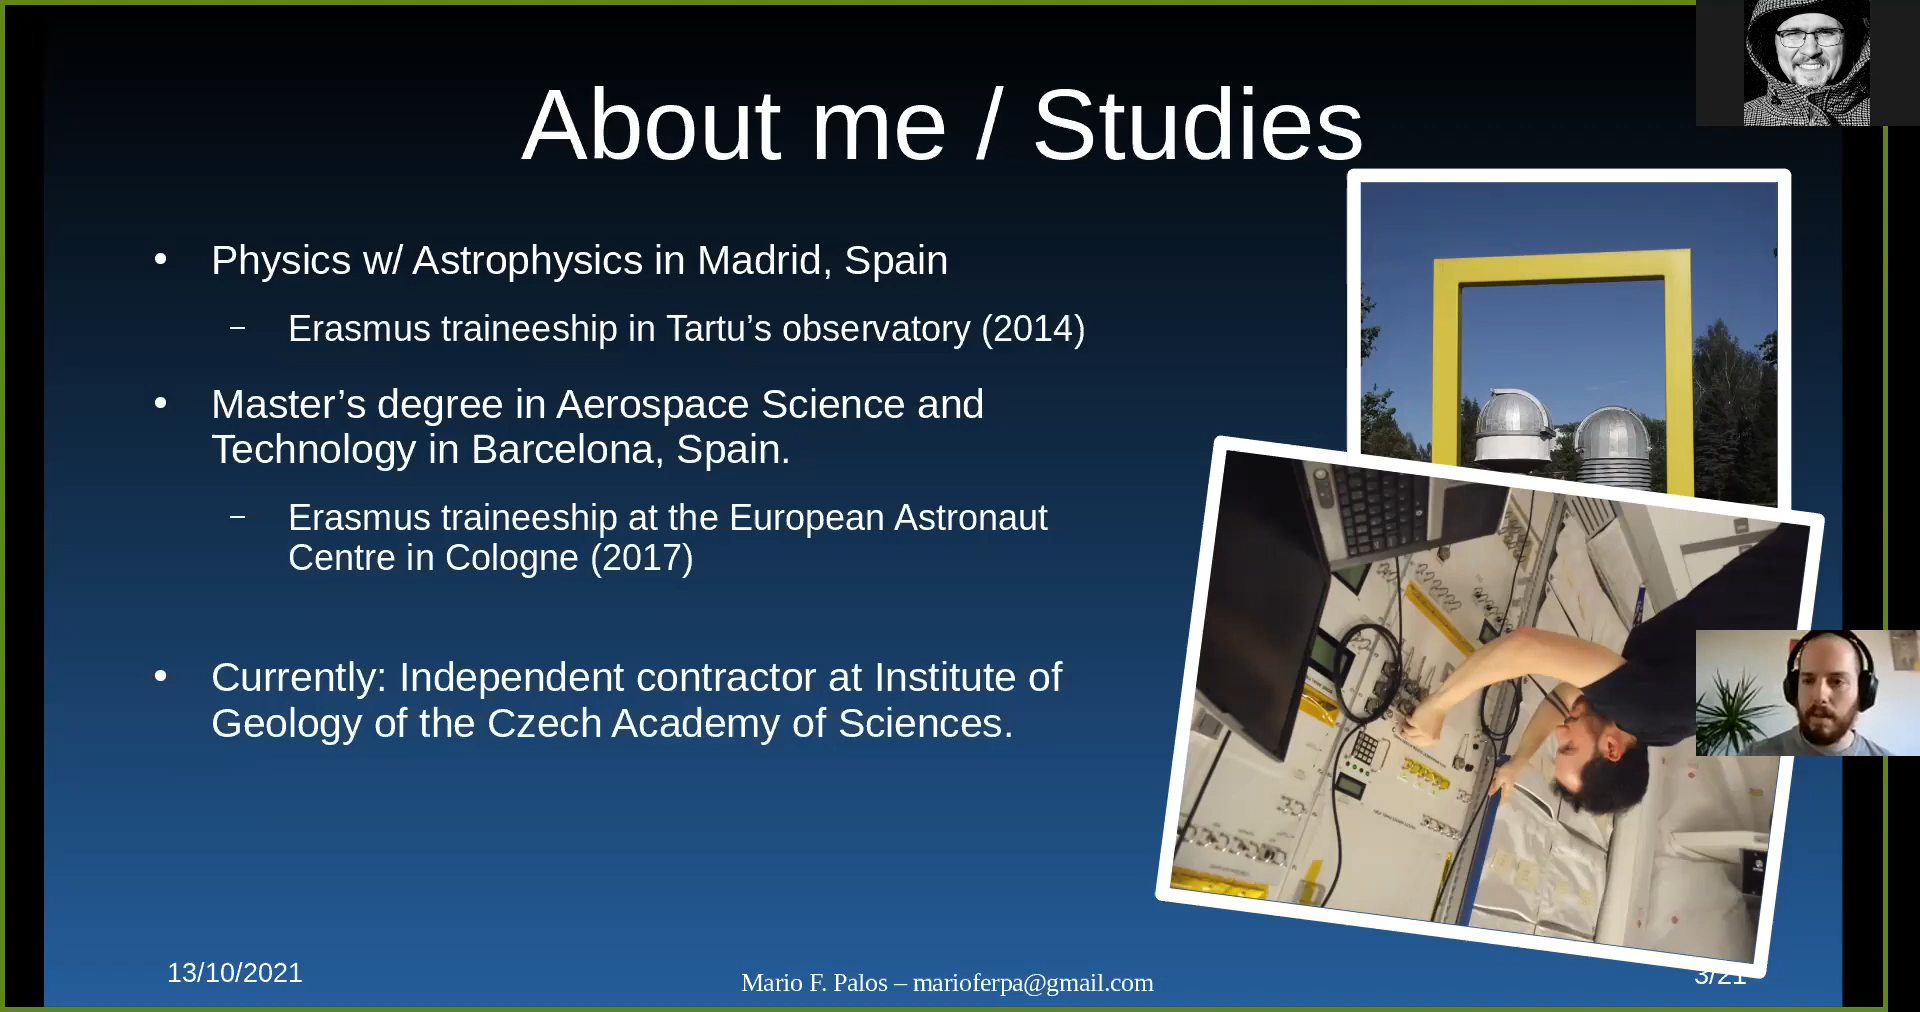 About me / Studies
• Physics w/ Astrophysics in Madrid, Spain
– Erasmus traineeship in Tartu’s observatory (2014)
• Master’s degree in Aerospace Science and
Technology in Barcelona, Spain.
– Erasmus traineeship at the European Astronaut
Centre in Cologne (2017)
• Currently: Independent contractor at Institute of
Geology of the Czech Academy of Sciences.
13/10/2021
Mario F. Palos – marioferpa@gmail.com
3/21